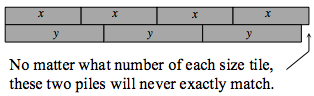 x x x x
y y y
No matter what number of each size tile,
these two piles will never exactly match.